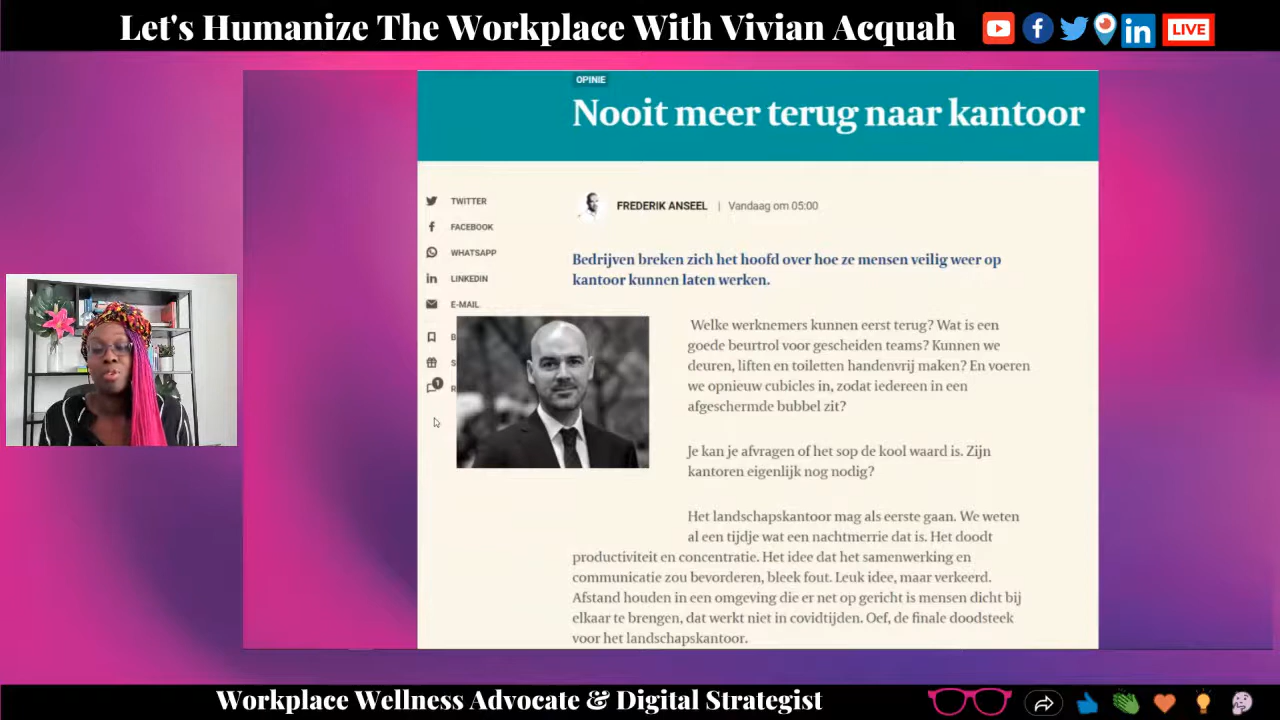 Let's Humanize The Workplace With Vivian Acquah
LIVE
OPINIE
Nooit meer terug naar kantoor
TWITTER
FACEBOOK
WHATSAPP
LINKEDIN
E-MAIL
FREDERIK ANSEEL | Vandaag om 05:00
Bedrijven breken zich het hoofd over hoe ze mensen veilig weer op
kantoor kunnen laten werken.
Welke werknemers kunnen eerst terug? Wat is een
goede beurtrol voor gescheiden teams? Kunnen we
deuren, liften en toiletten handenvrij maken? En voeren
we opnieuw cubicles in, zodat iedereen in een
afgeschermde bubbel zit?
Je kan je afvragen of het sop de kool waard is. Zijn
kantoren eigenlijk nog nodig?
Het landschapskantoor mag als eerste gaan. We weten
al een tijdje wat een nachtmerrie dat is. Het doodt
productiviteit en concentratie. Het idee dat het samenwerking en
communicatie zou bevorderen, bleek fout. Leuk idee, maar verkeerd.
Afstand houden in een omgeving die er net op gericht is mensen dicht bij
elkaar te brengen, dat werkt niet in covidtijden. Oef, de finale doodsteek
voor het landschapskantoor.
Workplace Wellness Advocate & Digital Strategist